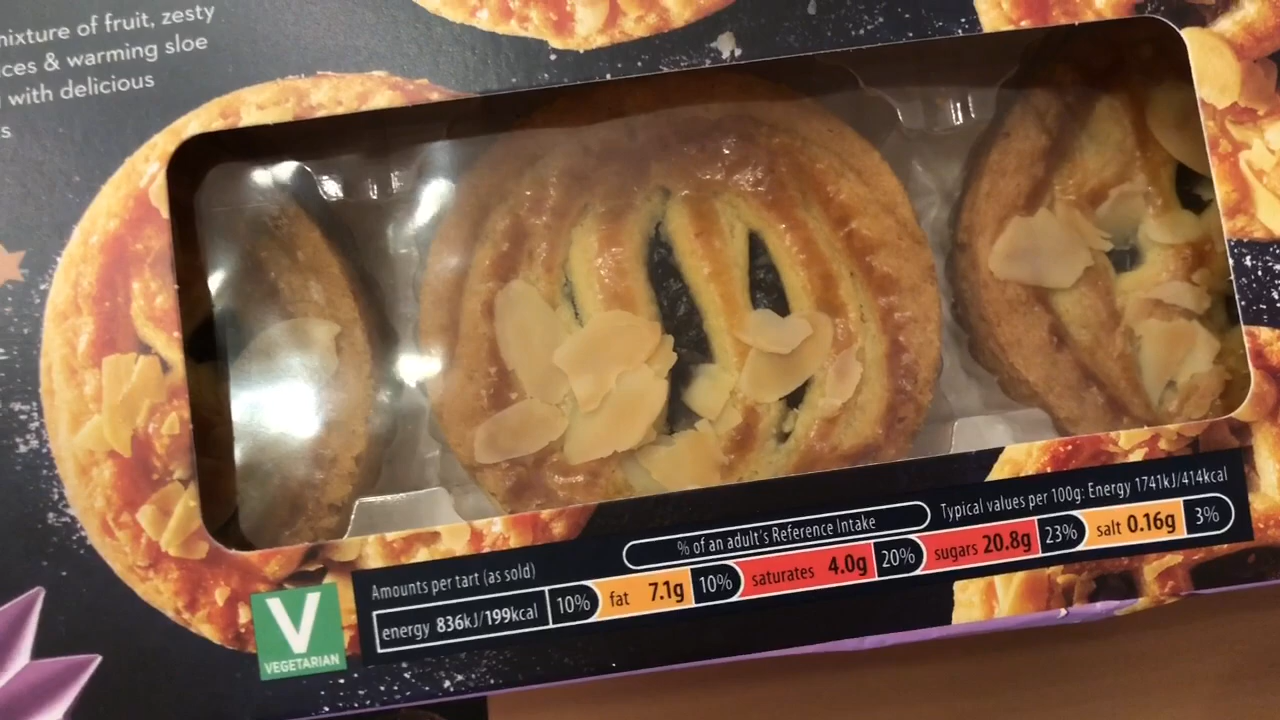 mixture of fruit, zesty
ces & warming sloe
with delicious
s
% of an adult's Reference Intake
Typical values per 100g: Energy 1741kJ/414kcal
Amounts per tart (as sold)
energy 836kJ/199kcal 10% fat 7.1g 10% saturates 4.0g 20% sugars 20.8g 23% salt 0.16g 3%
V
VEGETARIAN